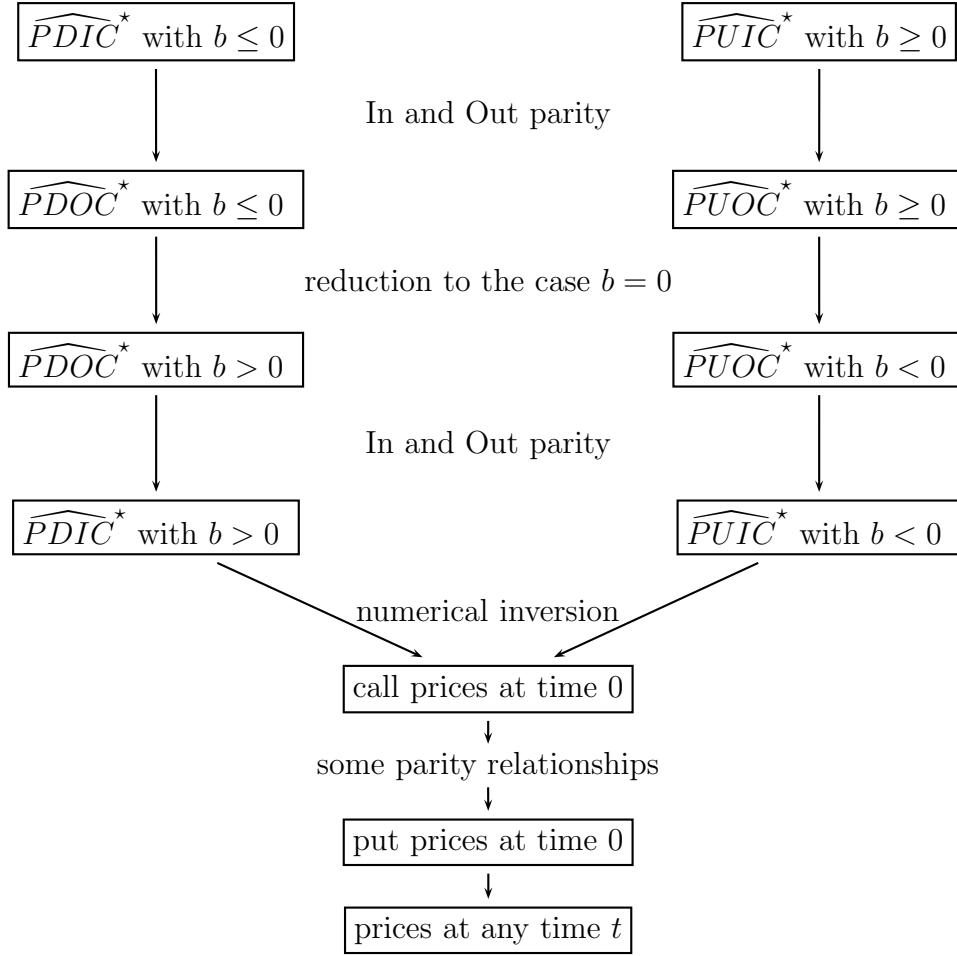 $\widehat{PDIC}^{\star}$ with $b \leq 0$
$\widehat{PUIC}^{\star}$ with $b \geq 0$
In and Out parity
$\widehat{PDOC}^{\star}$ with $b \leq 0$
$\widehat{PUOC}^{\star}$ with $b \geq 0$
reduction to the case $b = 0$
$\widehat{PDOC}^{\star}$ with $b > 0$
$\widehat{PUOC}^{\star}$ with $b < 0$
In and Out parity
$\widehat{PDIC}^{\star}$ with $b > 0$
$\widehat{PUIC}^{\star}$ with $b < 0$
numerical inversion
call prices at time 0
some parity relationships
put prices at time 0
prices at any time $t$